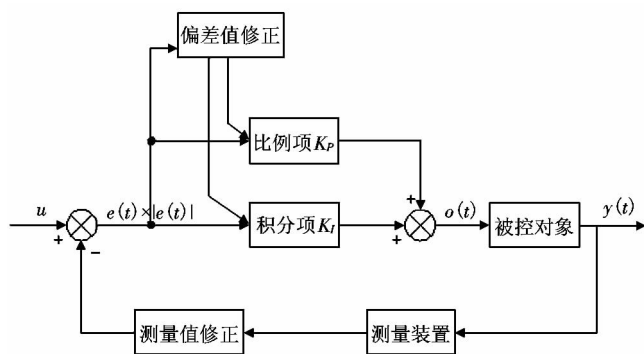 偏差值修正
比例项K_P
u
e(t)×|e(t)|
积分项K_I
o(t)
被控对象
y(t)
+
−
+
+
测量值修正
测量装置